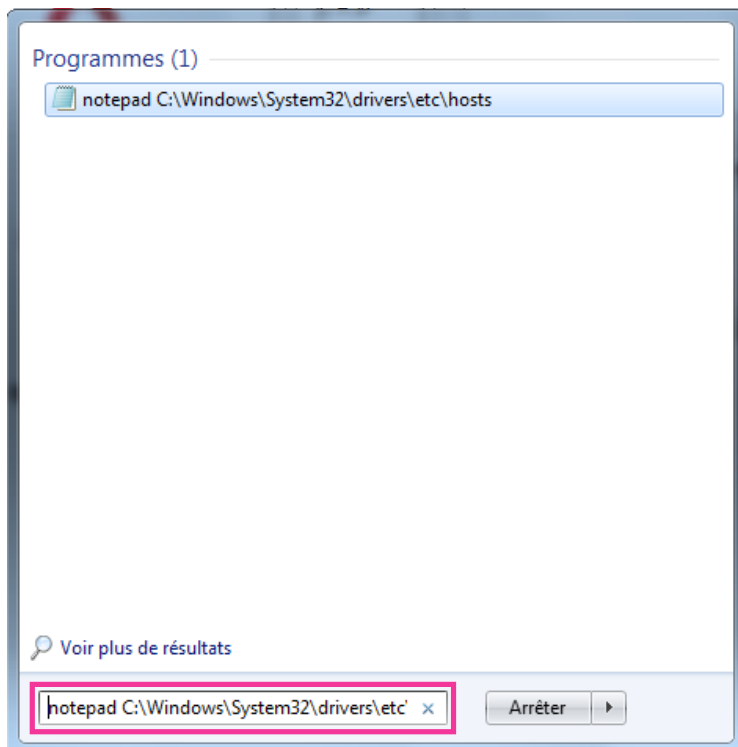 Programmes (1)
notepad C:\Windows\System32\drivers\etc\hosts
Voir plus de résultats
notepad C:\Windows\System32\drivers\etc'
Arrêter